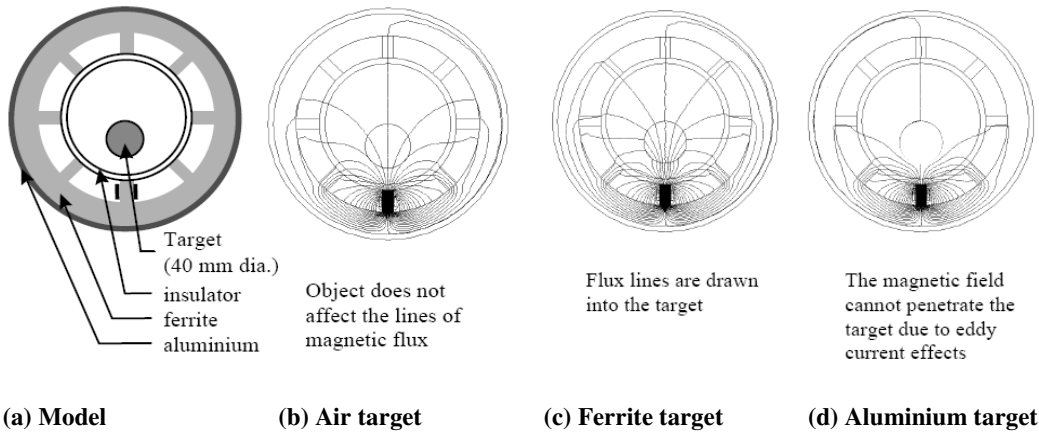 Target
(40 mm dia.)
insulator
ferrite
aluminium
Object does not
affect the lines of
magnetic flux
Flux lines are drawn
into the target
The magnetic field
cannot penetrate the
target due to eddy
current effects
(a) Model
(b) Air target
(c) Ferrite target
(d) Aluminium target